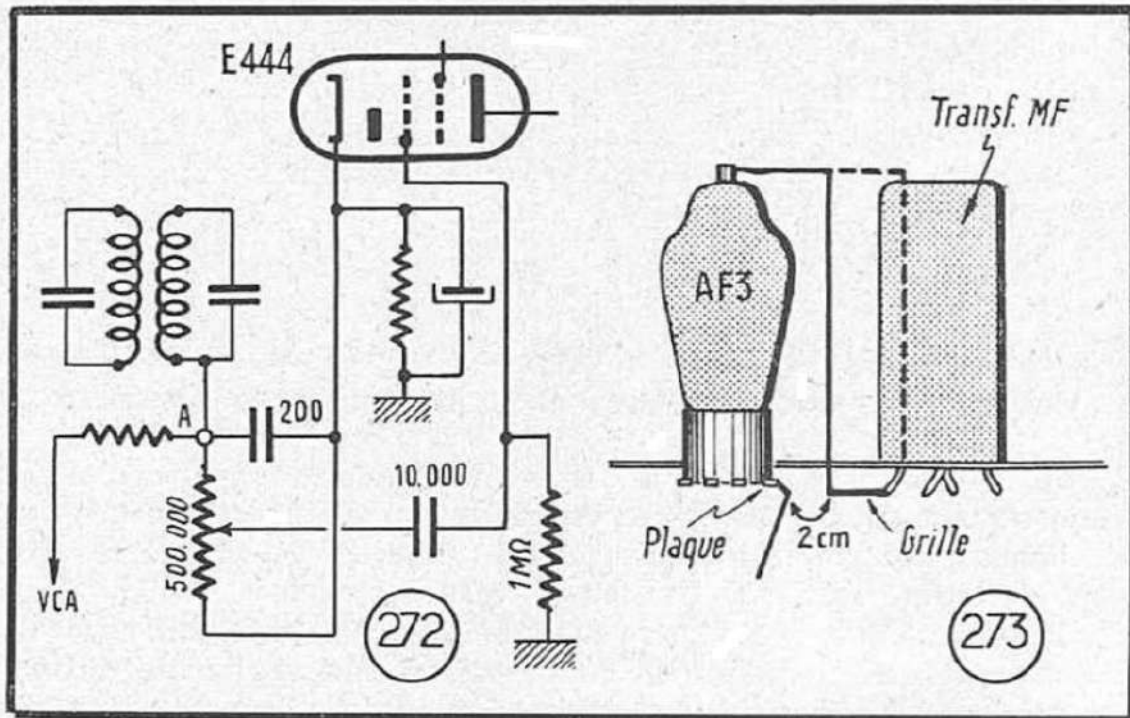 E444
A
200
10.000
500.000
1MΩ
VCA
272
Transf. MF
AF3
Plaque
2cm
Grille
273